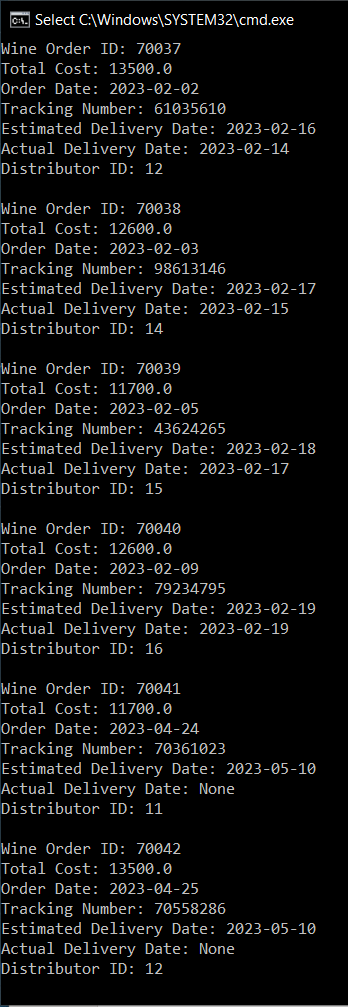 Select C:\Windows\SYSTEM32\cmd.exe
Wine Order ID: 70037
Total Cost: 13500.0
Order Date: 2023-02-02
Tracking Number: 61035610
Estimated Delivery Date: 2023-02-16
Actual Delivery Date: 2023-02-14
Distributor ID: 12
Wine Order ID: 70038
Total Cost: 12600.0
Order Date: 2023-02-03
Tracking Number: 98613146
Estimated Delivery Date: 2023-02-17
Actual Delivery Date: 2023-02-15
Distributor ID: 14
Wine Order ID: 70039
Total Cost: 11700.0
Order Date: 2023-02-05
Tracking Number: 43624265
Estimated Delivery Date: 2023-02-18
Actual Delivery Date: 2023-02-17
Distributor ID: 15
Wine Order ID: 70040
Total Cost: 12600.0
Order Date: 2023-02-09
Tracking Number: 79234795
Estimated Delivery Date: 2023-02-19
Actual Delivery Date: 2023-02-19
Distributor ID: 16
Wine Order ID: 70041
Total Cost: 11700.0
Order Date: 2023-04-24
Tracking Number: 70361023
Estimated Delivery Date: 2023-05-10
Actual Delivery Date: None
Distributor ID: 11
Wine Order ID: 70042
Total Cost: 13500.0
Order Date: 2023-04-25
Tracking Number: 70558286
Estimated Delivery Date: 2023-05-10
Actual Delivery Date: None
Distributor ID: 12